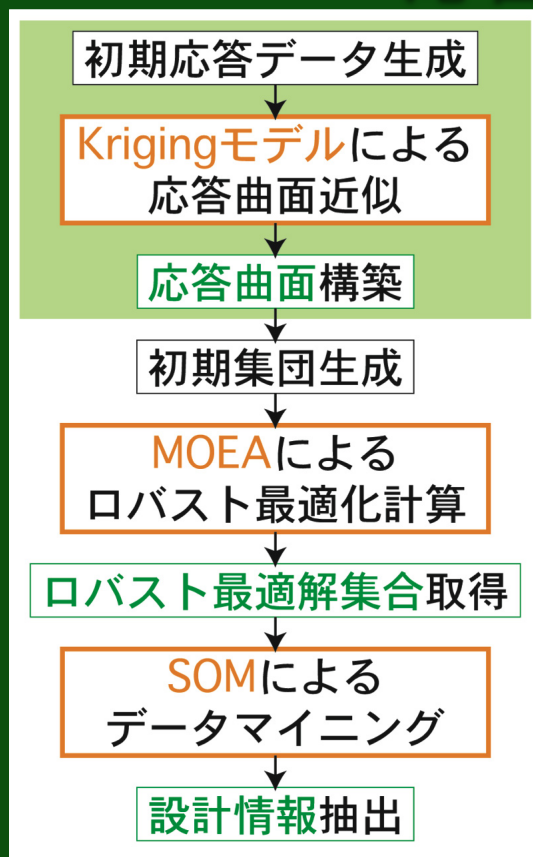 初期応答データ生成
Krigingモデルによる
応答曲面近似
応答曲面構築
初期集団生成
MOEAによる
ロバスト最適化計算
ロバスト最適解集合取得
SOMによる
データマイニング
設計情報抽出